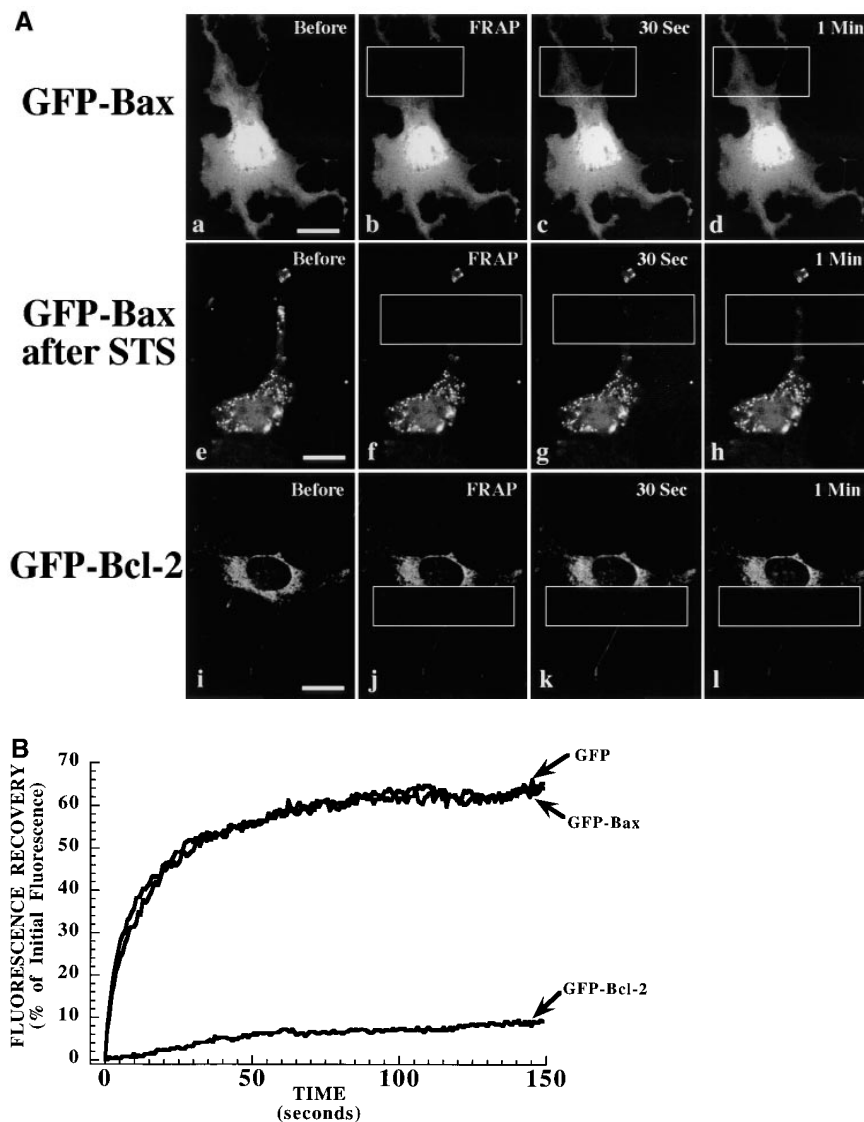 A
GFP-Bax
Before
FRAP
30 Sec
1 Min
a
b
c
d
GFP-Bax
after STS
Before
FRAP
30 Sec
1 Min
e
f
g
h
GFP-Bcl-2
Before
FRAP
30 Sec
1 Min
i
j
k
l
B
FLUORESCENCE RECOVERY
(% of Initial Fluorescence)
70
60
50
40
30
20
10
0
GFP
GFP-Bax
GFP-Bcl-2
0
50
100
150
TIME
(seconds)